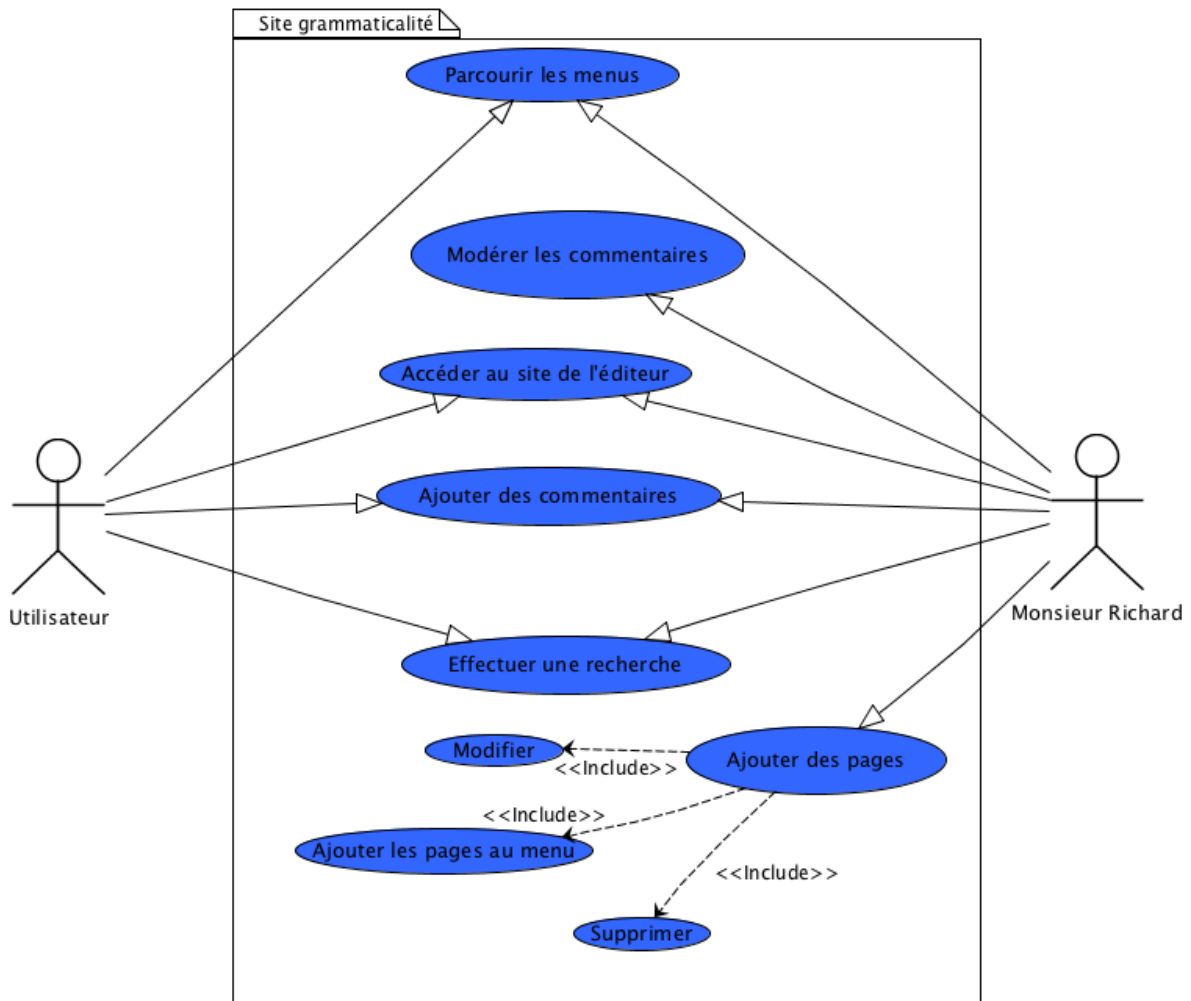 Site grammaticalité
Parcourir les menus
Modérer les commentaires
Accéder au site de l'éditeur
Ajouter des commentaires
Utilisateur
Monsieur Richard
Effectuer une recherche
Modifier
<<Include>>
Ajouter des pages
<<Include>>
Ajouter les pages au menu
<<Include>>
Supprimer